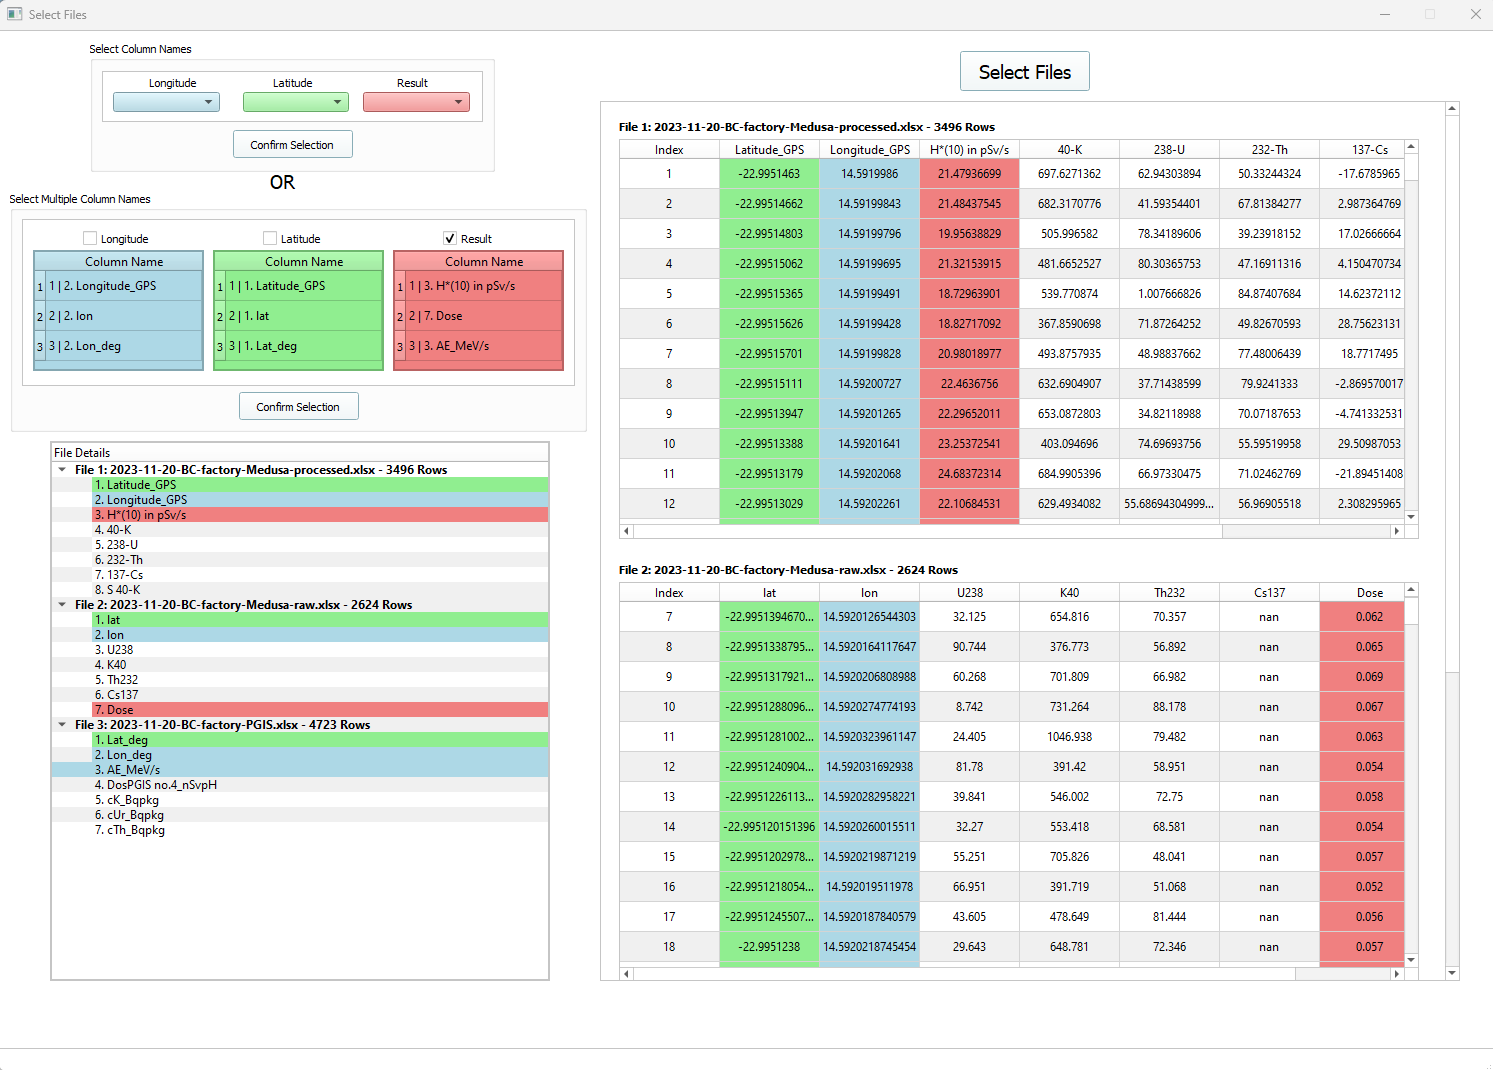 Select Files
Select Column Names
Longitude Latitude Result
Confirm Selection
OR
Select Multiple Column Names
Longitude Latitude Result
Column Name Column Name Column Name
1 1 | 2. Longitude_GPS 1 1 | 1. Latitude_GPS 1 1 | 3. H*(10) in pSv/s
2 2 | 2. lon 2 2 | 1. lat 2 2 | 7. Dose
3 3 | 2. Lon_deg 3 3 | 1. Lat_deg 3 3 | 3. AE_MeV/s
Confirm Selection
File Details
File 1: 2023-11-20-BC-factory-Medusa-processed.xlsx - 3496 Rows
1. Latitude_GPS
2. Longitude_GPS
3. H*(10) in pSv/s
4. 40-K
5. 238-U
6. 232-Th
7. 137-Cs
8. S 40-K
File 2: 2023-11-20-BC-factory-Medusa-raw.xlsx - 2624 Rows
1. lat
2. lon
3. U238
4. K40
5. Th232
6. Cs137
7. Dose
File 3: 2023-11-20-BC-factory-PGIS.xlsx - 4723 Rows
1. Lat_deg
2. Lon_deg
3. AE_MeV/s
4. DosPGIS no.4_nSvpH
5. cK_Bqpkg
6. cUr_Bqpkg
7. cTh_Bqpkg
Select Files
File 1: 2023-11-20-BC-factory-Medusa-processed.xlsx - 3496 Rows
Index Latitude_GPS Longitude_GPS H*(10) in pSv/s 40-K 238-U 232-Th 137-Cs
1 -22.9951463 14.5919986 21.47936699 697.6271362 62.94303894 50.33244324 -17.6785965
2 -22.99514662 14.59199843 21.48437545 682.3170776 41.59354401 67.81384277 2.987364769
3 -22.99514803 14.59199796 19.95638829 505.996582 78.34189606 39.23918152 17.02666664
4 -22.99515062 14.59199695 21.32153915 481.6652527 80.30365753 47.16911316 4.150470734
5 -22.99515365 14.59199491 18.72963901 539.770874 1.007666826 84.87407684 14.62372112
6 -22.99515626 14.59199428 18.82717092 367.8590698 71.87264252 49.82670593 28.75623131
7 -22.99515701 14.59199828 20.98018977 493.8757935 48.98837662 77.48006439 18.7717495
8 -22.99515111 14.59200727 22.4636756 632.6904907 37.71438599 79.9241333 -2.869570017
9 -22.99513947 14.59201265 22.29652011 653.0872803 34.82118988 70.07187653 -4.741332531
10 -22.99513388 14.59201641 23.25372541 403.094696 74.69693756 55.59519958 29.50987053
11 -22.99513179 14.59202068 24.68372314 684.9905396 66.97330475 71.02462769 -21.89451408
12 -22.99513029 14.59202261 22.10684531 629.4934082 55.68694304999... 56.96905518 2.308295965
File 2: 2023-11-20-BC-factory-Medusa-raw.xlsx - 2624 Rows
Index lat lon U238 K40 Th232 Cs137 Dose
7 -22.9951394670... 14.5920126544303 32.125 654.816 70.357 nan 0.062
8 -22.9951338795... 14.5920164117647 90.744 376.773 56.892 nan 0.065
9 -22.9951317921... 14.5920206808988 60.268 701.809 66.982 nan 0.069
10 -22.9951288096... 14.5920274774193 8.742 731.264 88.178 nan 0.067
11 -22.9951281002... 14.5920323961147 24.405 1046.938 79.482 nan 0.063
12 -22.9951240904... 14.592031692938 81.78 391.42 58.951 nan 0.054
13 -22.9951226113... 14.5920282958221 39.841 546.002 72.75 nan 0.058
14 -22.995120151396 14.5920260015511 32.27 553.418 68.581 nan 0.054
15 -22.9951202978... 14.5920219871219 55.251 705.826 48.041 nan 0.057
16 -22.9951218054... 14.592019511978 66.951 391.719 51.068 nan 0.052
17 -22.9951245507... 14.5920187840579 43.605 478.649 81.444 nan 0.056
18 -22.9951238 14.5920218745454 29.643 648.781 72.346 nan 0.057